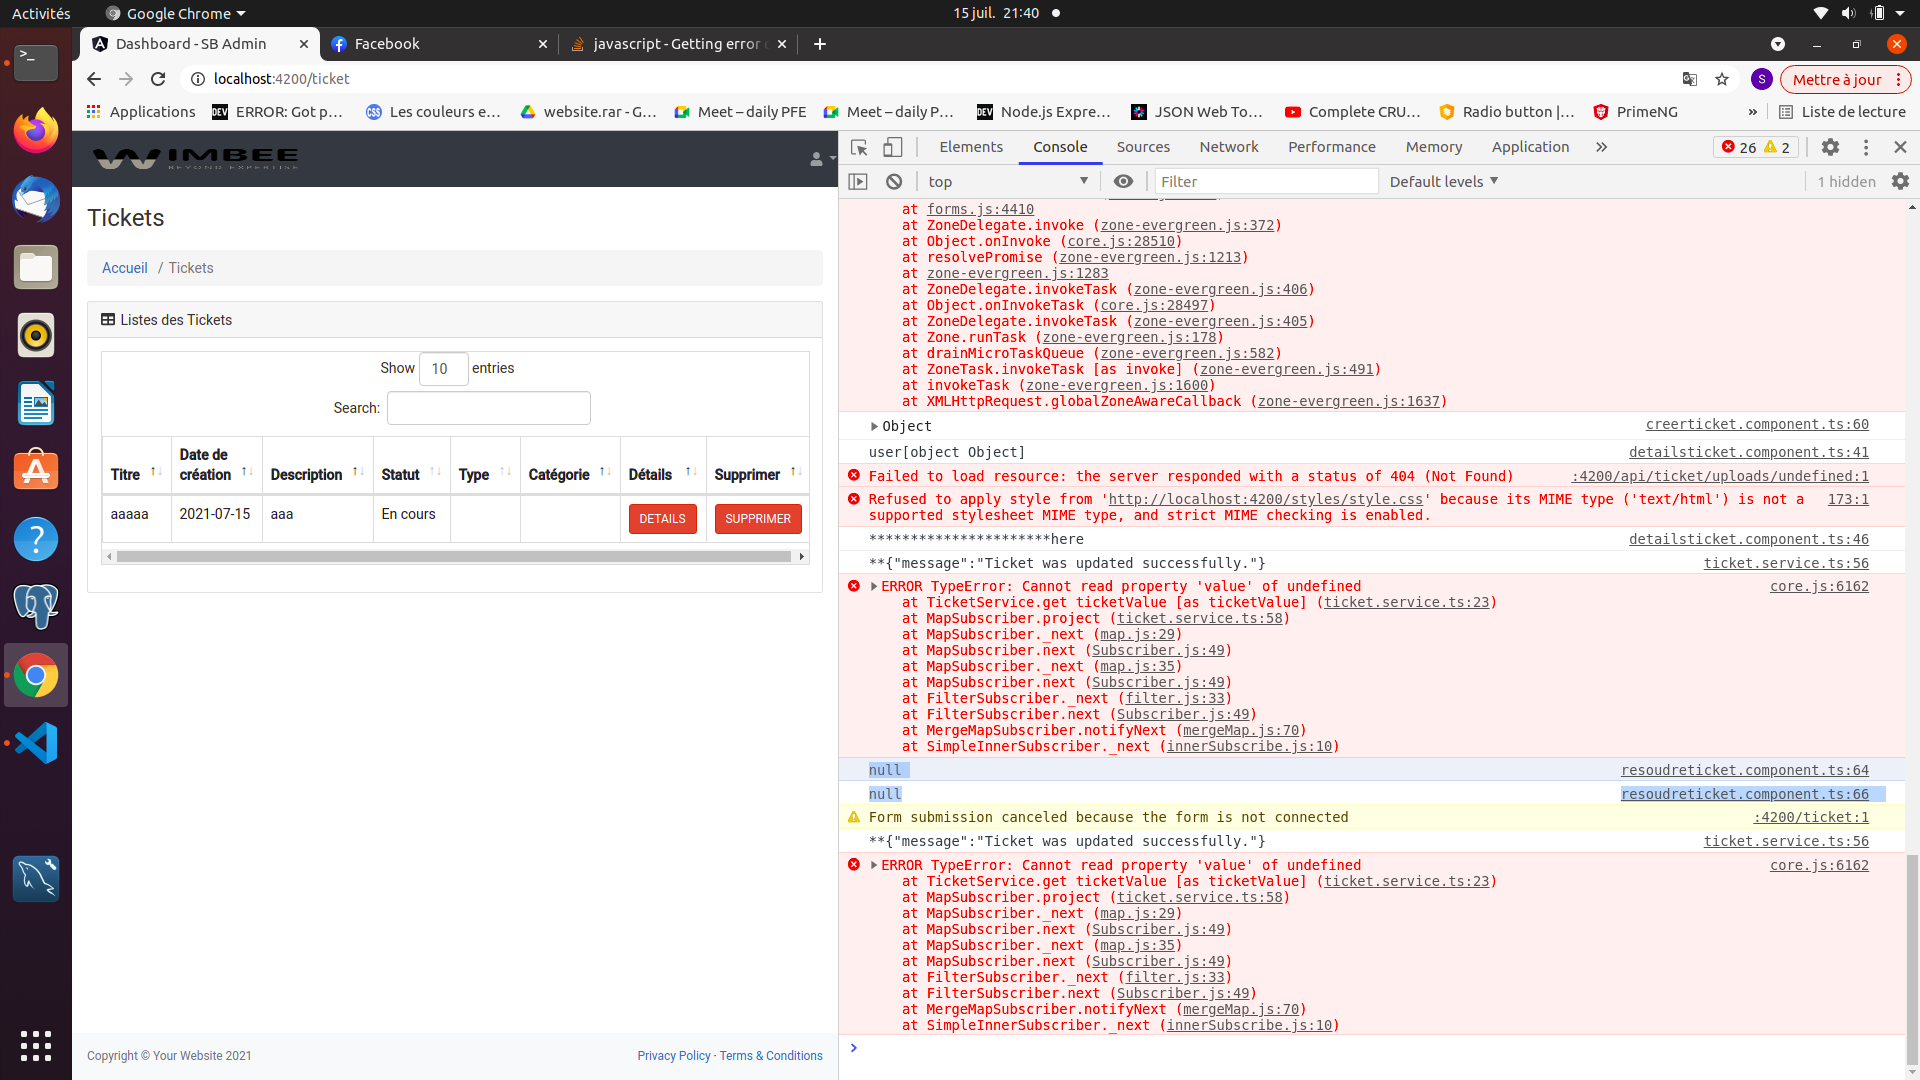 Activités
Google Chrome
15 juil. 21:40
Dashboard - SB Admin
Facebook
javascript - Getting error
localhost:4200/ticket
S
Mettre à jour
Applications
DEV ERROR: Got p…
CSS Les couleurs e…
website.rar - G…
Meet – daily PFE
Meet – daily P…
DEV Node.js Expre…
JSON Web To…
Complete CRU…
Radio button |…
PrimeNG
»
Liste de lecture
WIMBEE
BEYOND EXPERTISE
Tickets
Accueil / Tickets
Listes des Tickets
Show 10 entries
Search:
Titre
Date de création
Description
Statut
Type
Catégorie
Détails
Supprimer
aaaaa
2021-07-15
aaa
En cours
DETAILS
SUPPRIMER
Copyright © Your Website 2021
Privacy Policy · Terms & Conditions
Elements
Console
Sources
Network
Performance
Memory
Application
»
26
2
top
Filter
Default levels
1 hidden
at forms.js:4410
at ZoneDelegate.invoke (zone-evergreen.js:372)
at Object.onInvoke (core.js:28510)
at resolvePromise (zone-evergreen.js:1213)
at zone-evergreen.js:1283
at ZoneDelegate.invokeTask (zone-evergreen.js:406)
at Object.onInvokeTask (core.js:28497)
at ZoneDelegate.invokeTask (zone-evergreen.js:405)
at Zone.runTask (zone-evergreen.js:178)
at drainMicroTaskQueue (zone-evergreen.js:582)
at ZoneTask.invokeTask [as invoke] (zone-evergreen.js:491)
at invokeTask (zone-evergreen.js:1600)
at XMLHttpRequest.globalZoneAwareCallback (zone-evergreen.js:1637)
Object creerticket.component.ts:60
user[object Object] detailsticket.component.ts:41
Failed to load resource: the server responded with a status of 404 (Not Found) :4200/api/ticket/uploads/undefined:1
Refused to apply style from 'http://localhost:4200/styles/style.css' because its MIME type ('text/html') is not a 173:1
supported stylesheet MIME type, and strict MIME checking is enabled.
**********************here detailsticket.component.ts:46
**{"message":"Ticket was updated successfully."} ticket.service.ts:56
ERROR TypeError: Cannot read property 'value' of undefined core.js:6162
at TicketService.get ticketValue [as ticketValue] (ticket.service.ts:23)
at MapSubscriber.project (ticket.service.ts:58)
at MapSubscriber._next (map.js:29)
at MapSubscriber.next (Subscriber.js:49)
at MapSubscriber._next (map.js:35)
at MapSubscriber.next (Subscriber.js:49)
at FilterSubscriber._next (filter.js:33)
at FilterSubscriber.next (Subscriber.js:49)
at MergeMapSubscriber.notifyNext (mergeMap.js:70)
at SimpleInnerSubscriber._next (innerSubscribe.js:10)
null resoudreticket.component.ts:64
null resoudreticket.component.ts:66
Form submission canceled because the form is not connected :4200/ticket:1
**{"message":"Ticket was updated successfully."} ticket.service.ts:56
ERROR TypeError: Cannot read property 'value' of undefined core.js:6162
at TicketService.get ticketValue [as ticketValue] (ticket.service.ts:23)
at MapSubscriber.project (ticket.service.ts:58)
at MapSubscriber._next (map.js:29)
at MapSubscriber.next (Subscriber.js:49)
at MapSubscriber._next (map.js:35)
at MapSubscriber.next (Subscriber.js:49)
at FilterSubscriber._next (filter.js:33)
at FilterSubscriber.next (Subscriber.js:49)
at MergeMapSubscriber.notifyNext (mergeMap.js:70)
at SimpleInnerSubscriber._next (innerSubscribe.js:10)